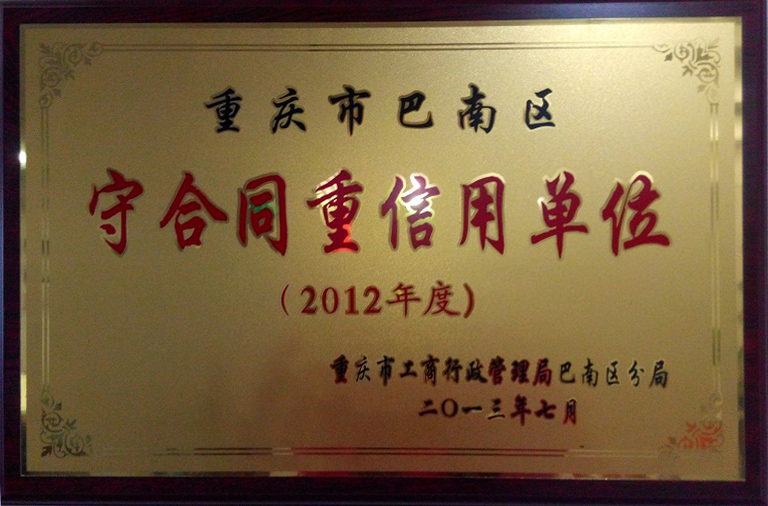 重庆市巴南区
守合同重信用单位
(2012年度)
重庆市工商行政管理局巴南区分局
二〇一三年七月